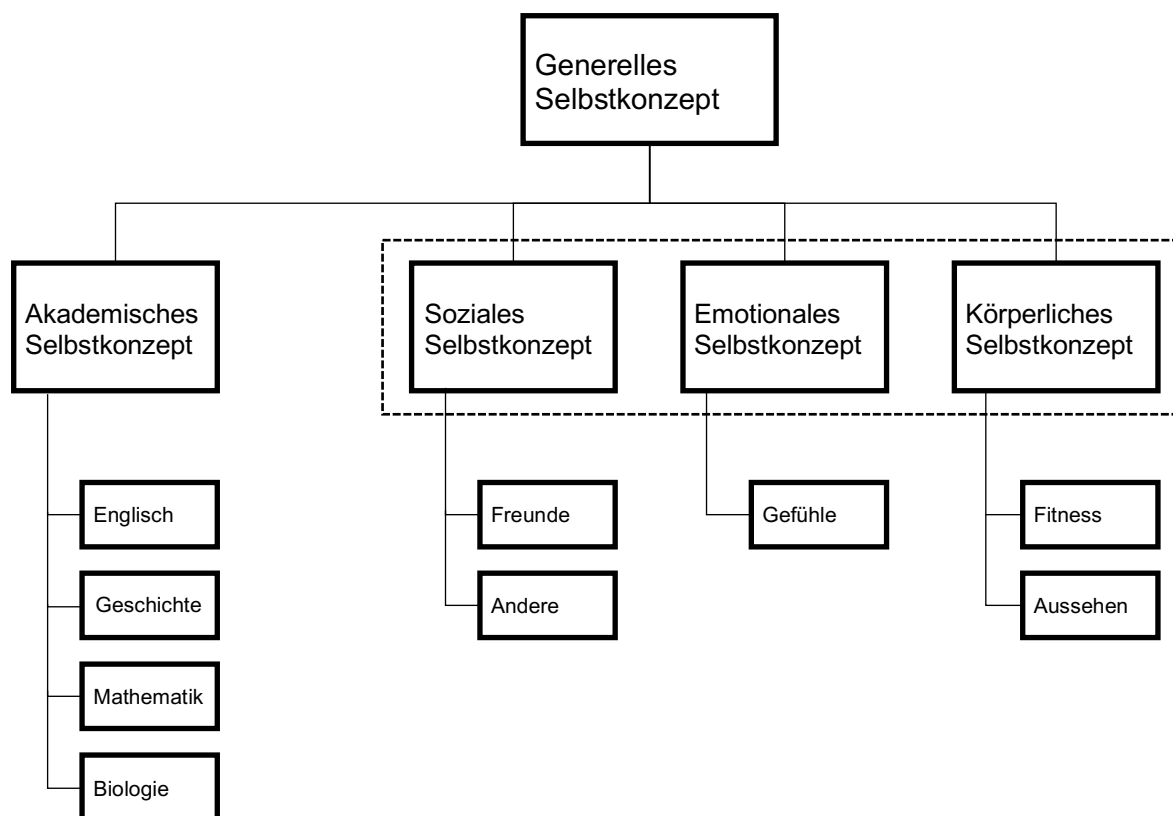 Generelles
Selbstkonzept
Akademisches
Selbstkonzept
Soziales
Selbstkonzept
Emotionales
Selbstkonzept
Körperliches
Selbstkonzept
Englisch
Geschichte
Mathematik
Biologie
Freunde
Andere
Gefühle
Fitness
Aussehen